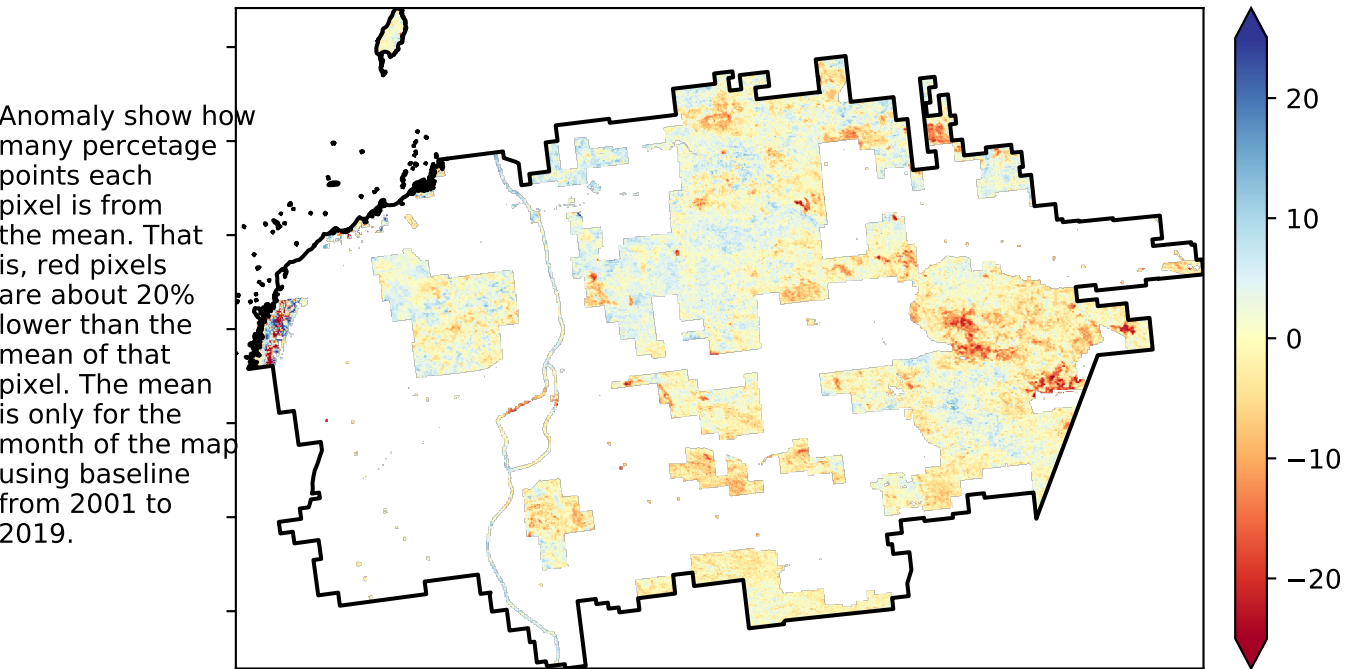 Anomaly show how
many percetage
points each
pixel is from
the mean. That
is, red pixels
are about 20%
lower than the
mean of that
pixel. The mean
is only for the
month of the map
using baseline
from 2001 to
2019.
20
10
0
−10
−20